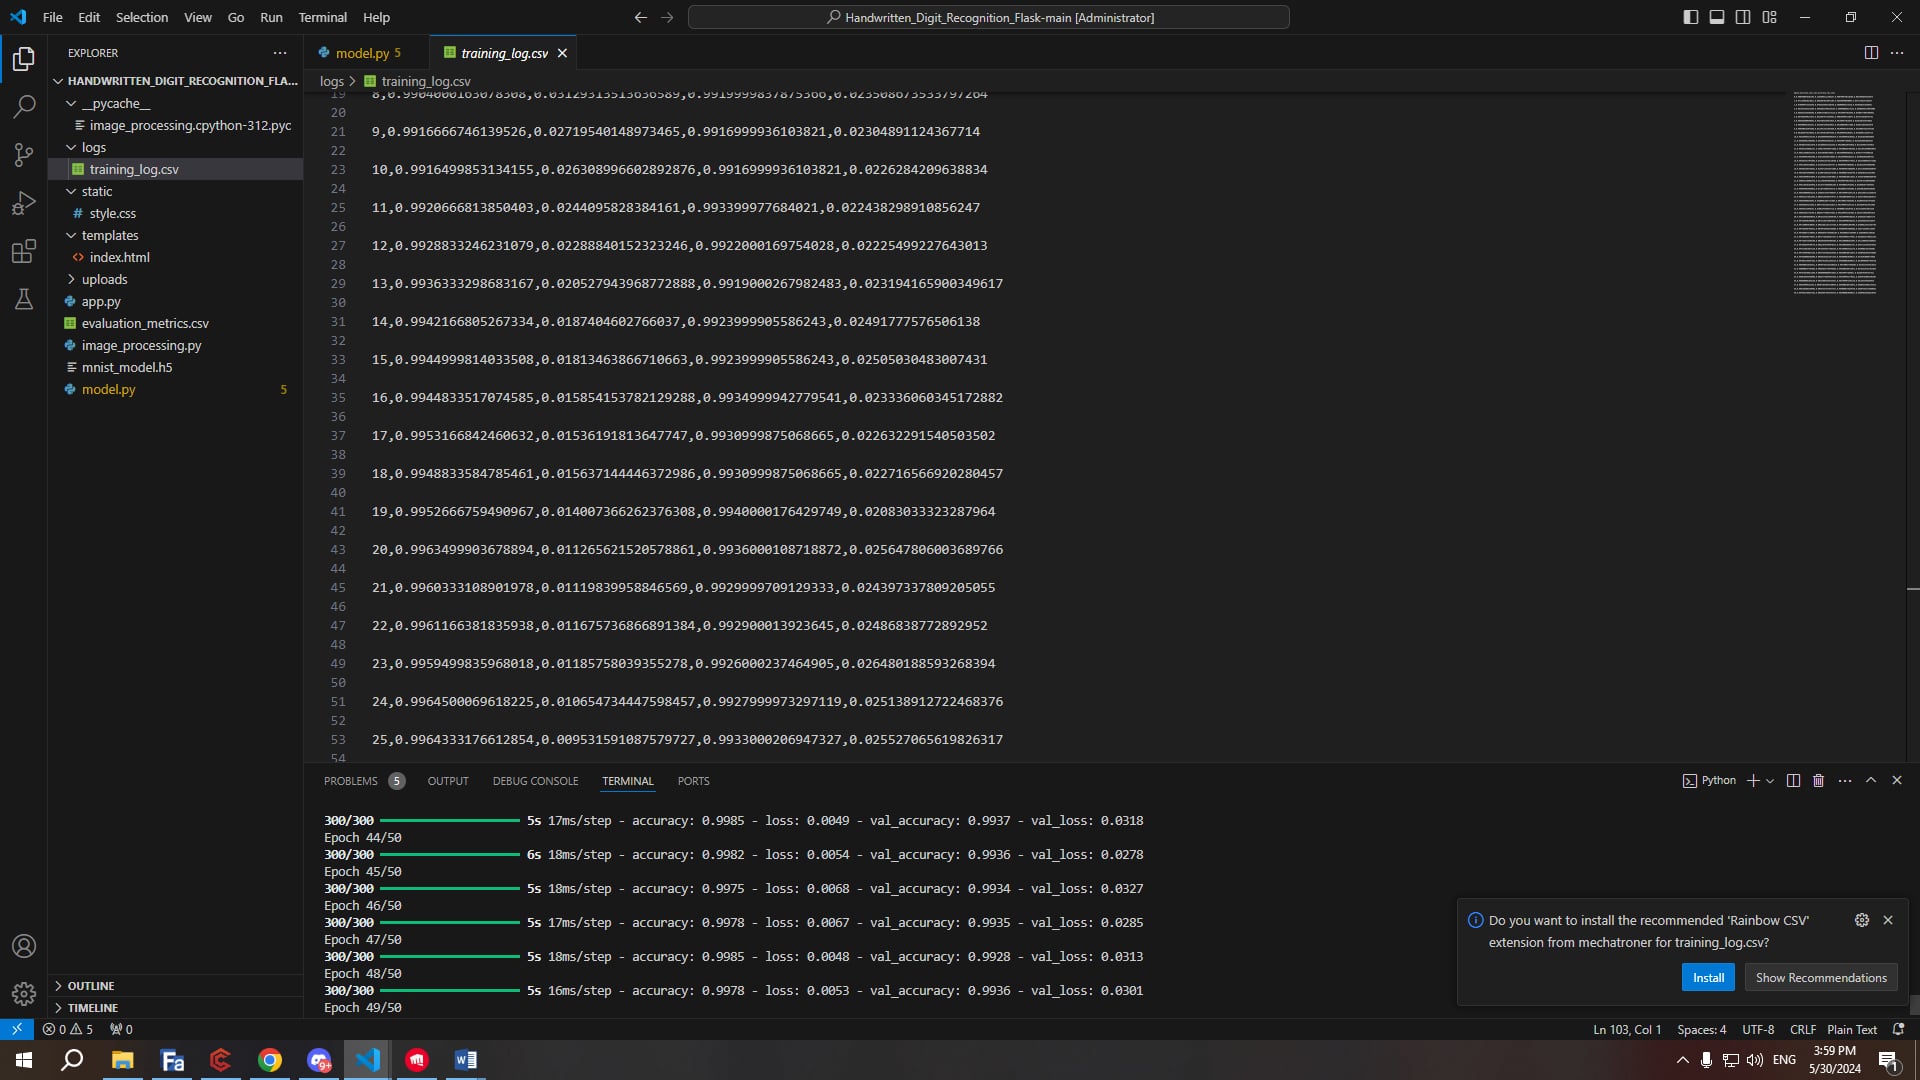 File Edit Selection View Go Run Terminal Help
Handwritten_Digit_Recognition_Flask-main [Administrator]
EXPLORER
HANDWRITTEN_DIGIT_RECOGNITION_FLA...
__pycache__
image_processing.cpython-312.pyc
logs
training_log.csv
static
style.css
templates
index.html
uploads
app.py
evaluation_metrics.csv
image_processing.py
mnist_model.h5
model.py 5
OUTLINE
TIMELINE
model.py 5 training_log.csv
logs > training_log.csv
19 8,0.9904000163078308,0.03129313513636589,0.9919999837875366,0.023508673533797264
20
21 9,0.9916666746139526,0.02719540148973465,0.9916999936103821,0.02304891124367714
22
23 10,0.9916499853134155,0.026308996602892876,0.9916999936103821,0.0226284209638834
24
25 11,0.9920666813850403,0.0244095828384161,0.993399977684021,0.022438298910856247
26
27 12,0.9928833246231079,0.02288840152323246,0.9922000169754028,0.02225499227643013
28
29 13,0.9936333298683167,0.020527943968772888,0.9919000267982483,0.023194165900349617
30
31 14,0.9942166805267334,0.0187404602766037,0.9923999905586243,0.02491777576506138
32
33 15,0.9944999814033508,0.01813463866710663,0.9923999905586243,0.02505030483007431
34
35 16,0.9944833517074585,0.015854153782129288,0.9934999942779541,0.023336060345172882
36
37 17,0.9953166842460632,0.01536191813647747,0.9930999875068665,0.022632291540503502
38
39 18,0.9948833584785461,0.015637144446372986,0.9930999875068665,0.022716566920280457
40
41 19,0.9952666759490967,0.014007366262376308,0.9940000176429749,0.02083033323287964
42
43 20,0.9963499903678894,0.011265621520578861,0.9936000108718872,0.025647806003689766
44
45 21,0.9960333108901978,0.01119839958846569,0.9929999709129333,0.024397337809205055
46
47 22,0.9961166381835938,0.011675736866891384,0.992900013923645,0.02486838772892952
48
49 23,0.9959499835968018,0.01185758039355278,0.9926000237464905,0.026480188593268394
50
51 24,0.9964500069618225,0.010654734447598457,0.9927999973297119,0.025138912722468376
52
53 25,0.9964333176612854,0.009531591087579727,0.9933000206947327,0.025527065619826317
54
PROBLEMS 5 OUTPUT DEBUG CONSOLE TERMINAL PORTS
Python
300/300 5s 17ms/step - accuracy: 0.9985 - loss: 0.0049 - val_accuracy: 0.9937 - val_loss: 0.0318
Epoch 44/50
300/300 6s 18ms/step - accuracy: 0.9982 - loss: 0.0054 - val_accuracy: 0.9936 - val_loss: 0.0278
Epoch 45/50
300/300 5s 18ms/step - accuracy: 0.9975 - loss: 0.0068 - val_accuracy: 0.9934 - val_loss: 0.0327
Epoch 46/50
300/300 5s 17ms/step - accuracy: 0.9978 - loss: 0.0067 - val_accuracy: 0.9935 - val_loss: 0.0285
Epoch 47/50
300/300 5s 18ms/step - accuracy: 0.9985 - loss: 0.0048 - val_accuracy: 0.9928 - val_loss: 0.0313
Epoch 48/50
300/300 5s 16ms/step - accuracy: 0.9978 - loss: 0.0053 - val_accuracy: 0.9936 - val_loss: 0.0301
Epoch 49/50
Do you want to install the recommended 'Rainbow CSV'
extension from mechatroner for training_log.csv?
Install Show Recommendations
0 5 0
Ln 103, Col 1 Spaces: 4 UTF-8 CRLF Plain Text
Fa 9+ ENG
3:59 PM
5/30/2024
1